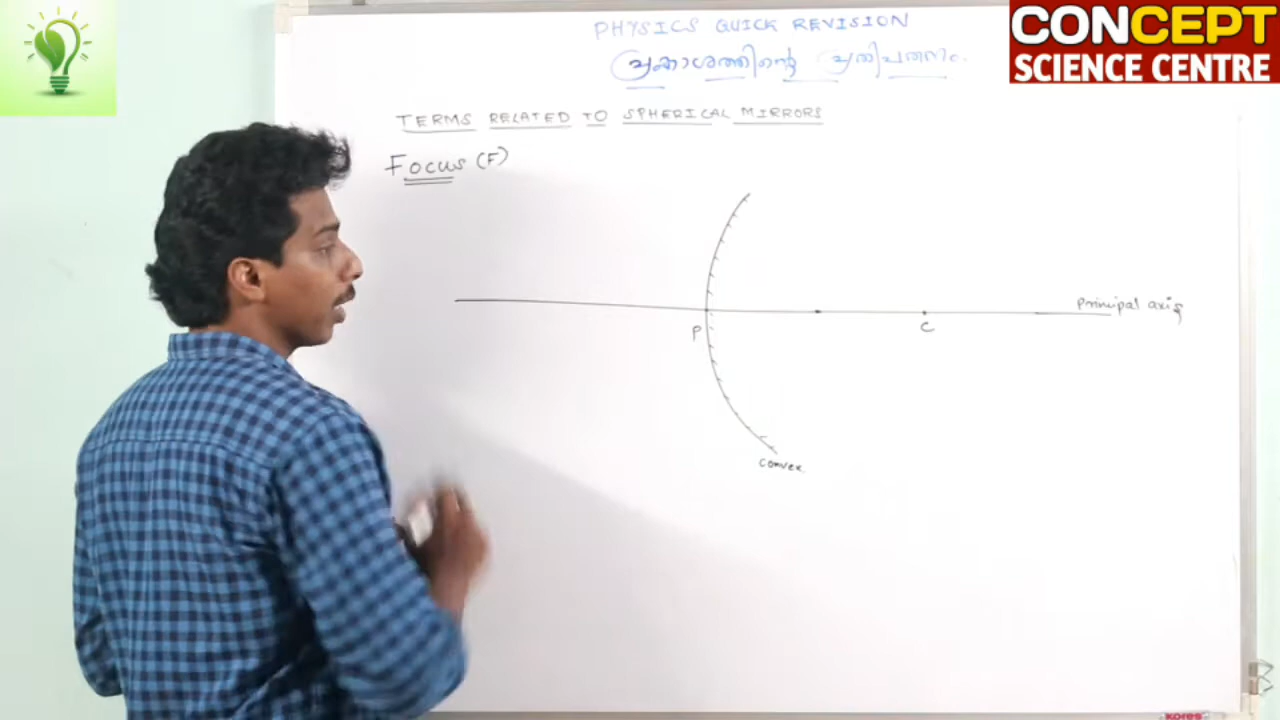 PHYSICS QUICK REVISION
പ്രകാശത്തിന്റെ പ്രതിപതനം.
CONCEPT
SCIENCE CENTRE
TERMS RELATED TO SPHERICAL MIRRORS
Focus (F)
Principal axis
P
C
convex
kores